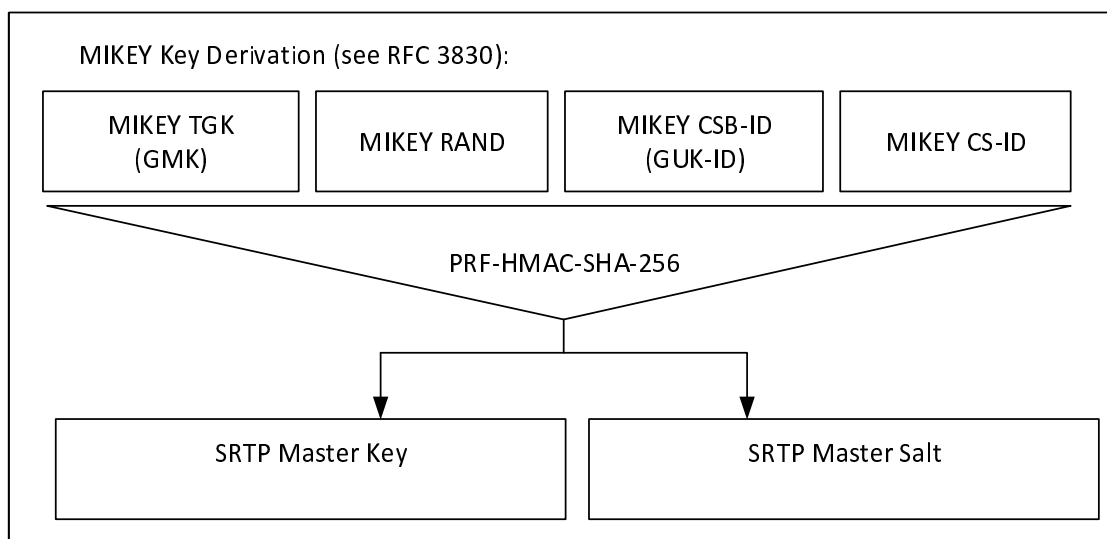 MIKEY Key Derivation (see RFC 3830):
MIKEY TGK
(GMK)
MIKEY RAND
MIKEY CSB-ID
(GUK-ID)
MIKEY CS-ID
PRF-HMAC-SHA-256
SRTP Master Key
SRTP Master Salt